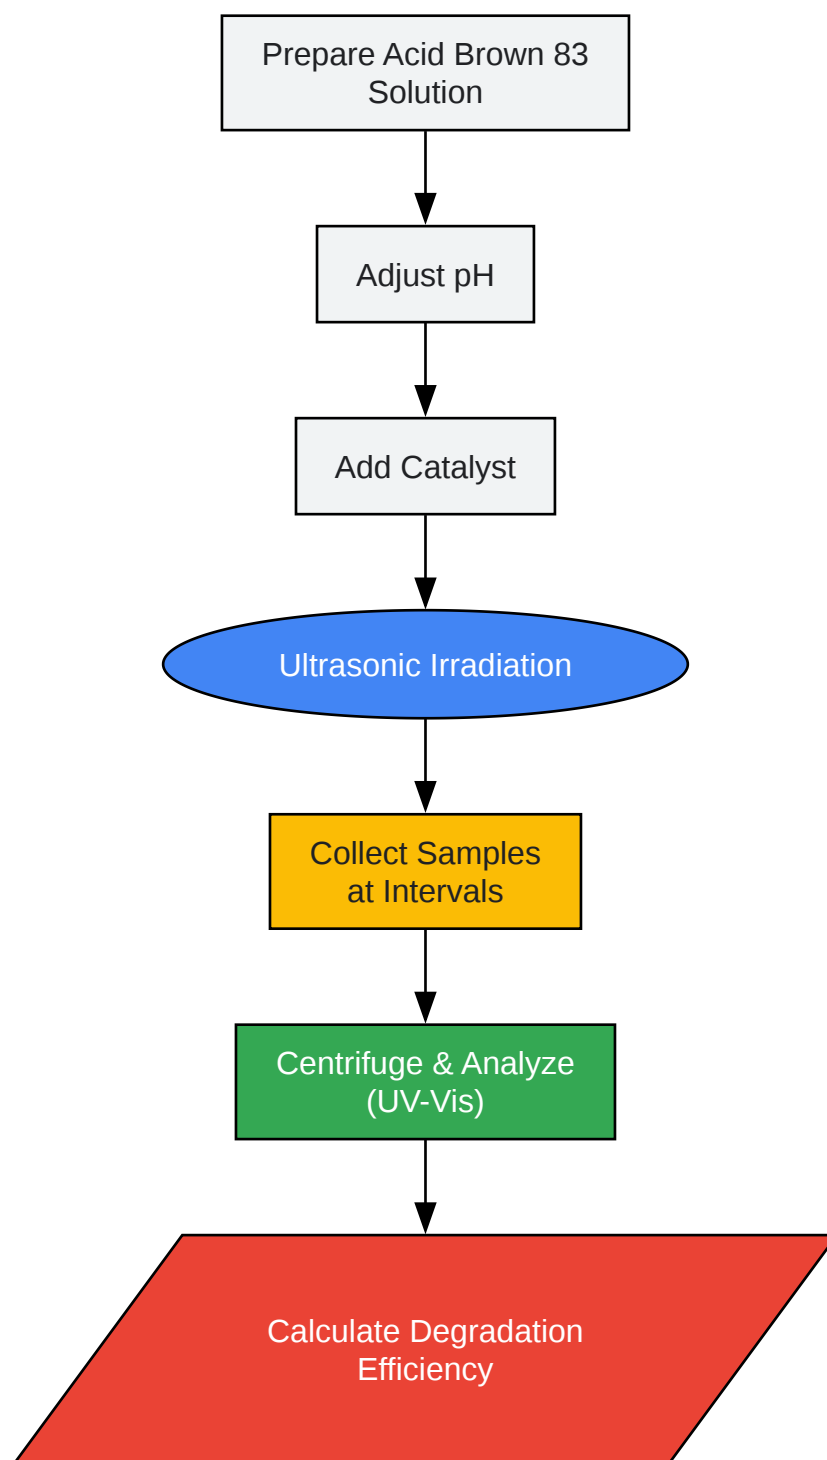 Prepare Acid Brown 83
Solution
Adjust pH
Add Catalyst
Ultrasonic Irradiation
Collect Samples
at Intervals
Centrifuge & Analyze
(UV-Vis)
Calculate Degradation
Efficiency